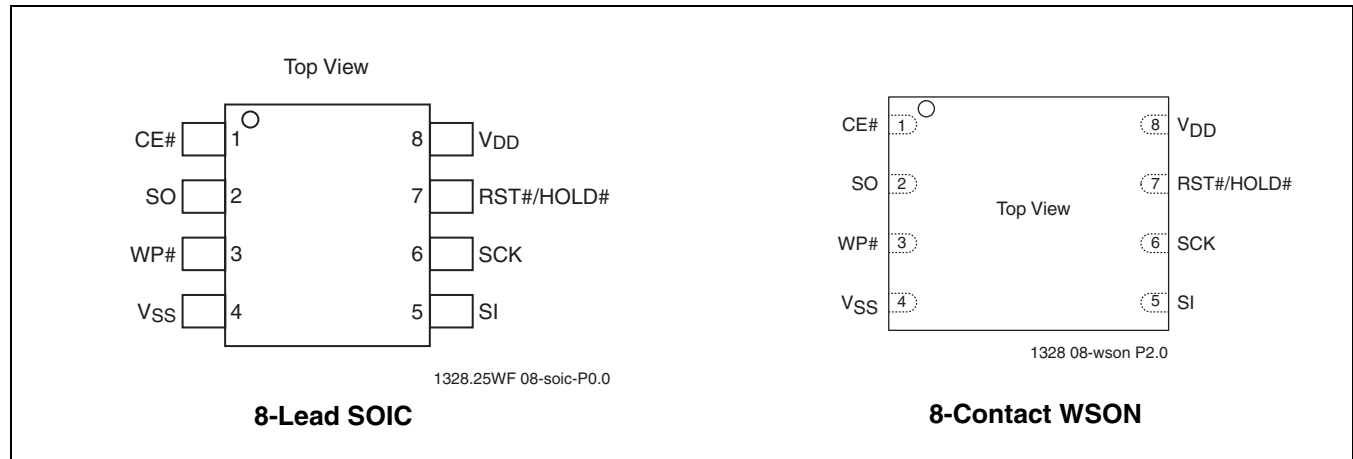 Top View
CE# 1 8 VDD
SO 2 7 RST#/HOLD#
WP# 3 6 SCK
VSS 4 5 SI
1328.25WF 08-soic-P0.0
8-Lead SOIC
CE# 1 8 VDD
SO 2 7 RST#/HOLD#
Top View
WP# 3 6 SCK
VSS 4 5 SI
1328 08-wson P2.0
8-Contact WSON